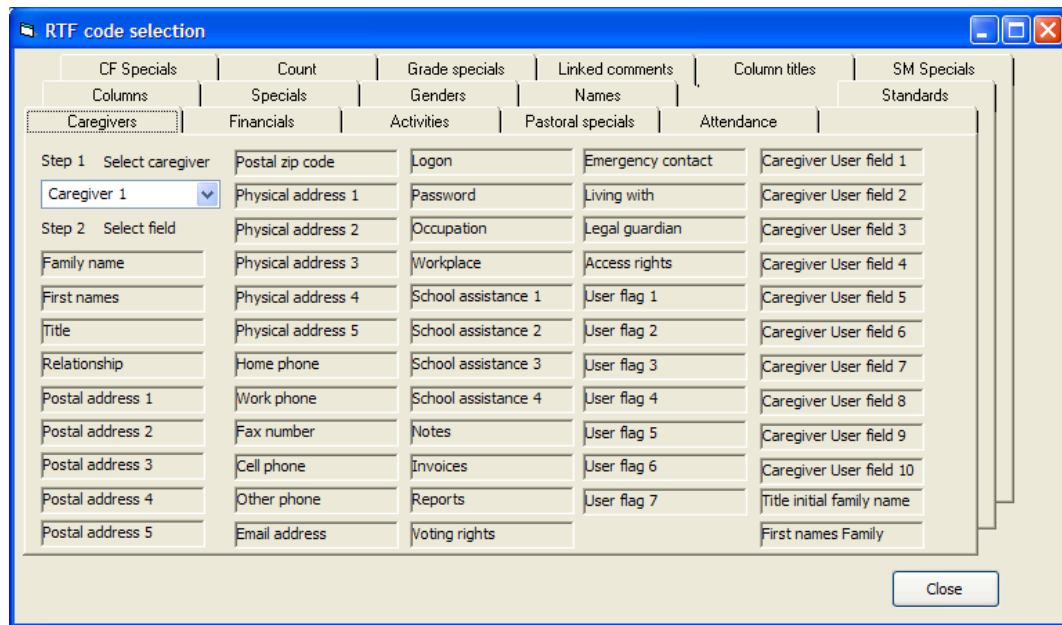 RTF code selection
CF Specials
Count
Grade specials
Linked comments
Column titles
SM Specials
Columns
Specials
Genders
Names
Standards
Caregivers
Financials
Activities
Pastoral specials
Attendance
Step 1 Select caregiver
Caregiver 1
Step 2 Select field
Family name
First names
Title
Relationship
Postal address 1
Postal address 2
Postal address 3
Postal address 4
Postal address 5
Postal zip code
Physical address 1
Physical address 2
Physical address 3
Physical address 4
Physical address 5
Home phone
Work phone
Fax number
Cell phone
Other phone
Email address
Logon
Password
Occupation
Workplace
School assistance 1
School assistance 2
School assistance 3
School assistance 4
Notes
Invoices
Reports
Voting rights
Emergency contact
Living with
Legal guardian
Access rights
User flag 1
User flag 2
User flag 3
User flag 4
User flag 5
User flag 6
User flag 7
Caregiver User field 1
Caregiver User field 2
Caregiver User field 3
Caregiver User field 4
Caregiver User field 5
Caregiver User field 6
Caregiver User field 7
Caregiver User field 8
Caregiver User field 9
Caregiver User field 10
Title initial family name
First names Family
Close